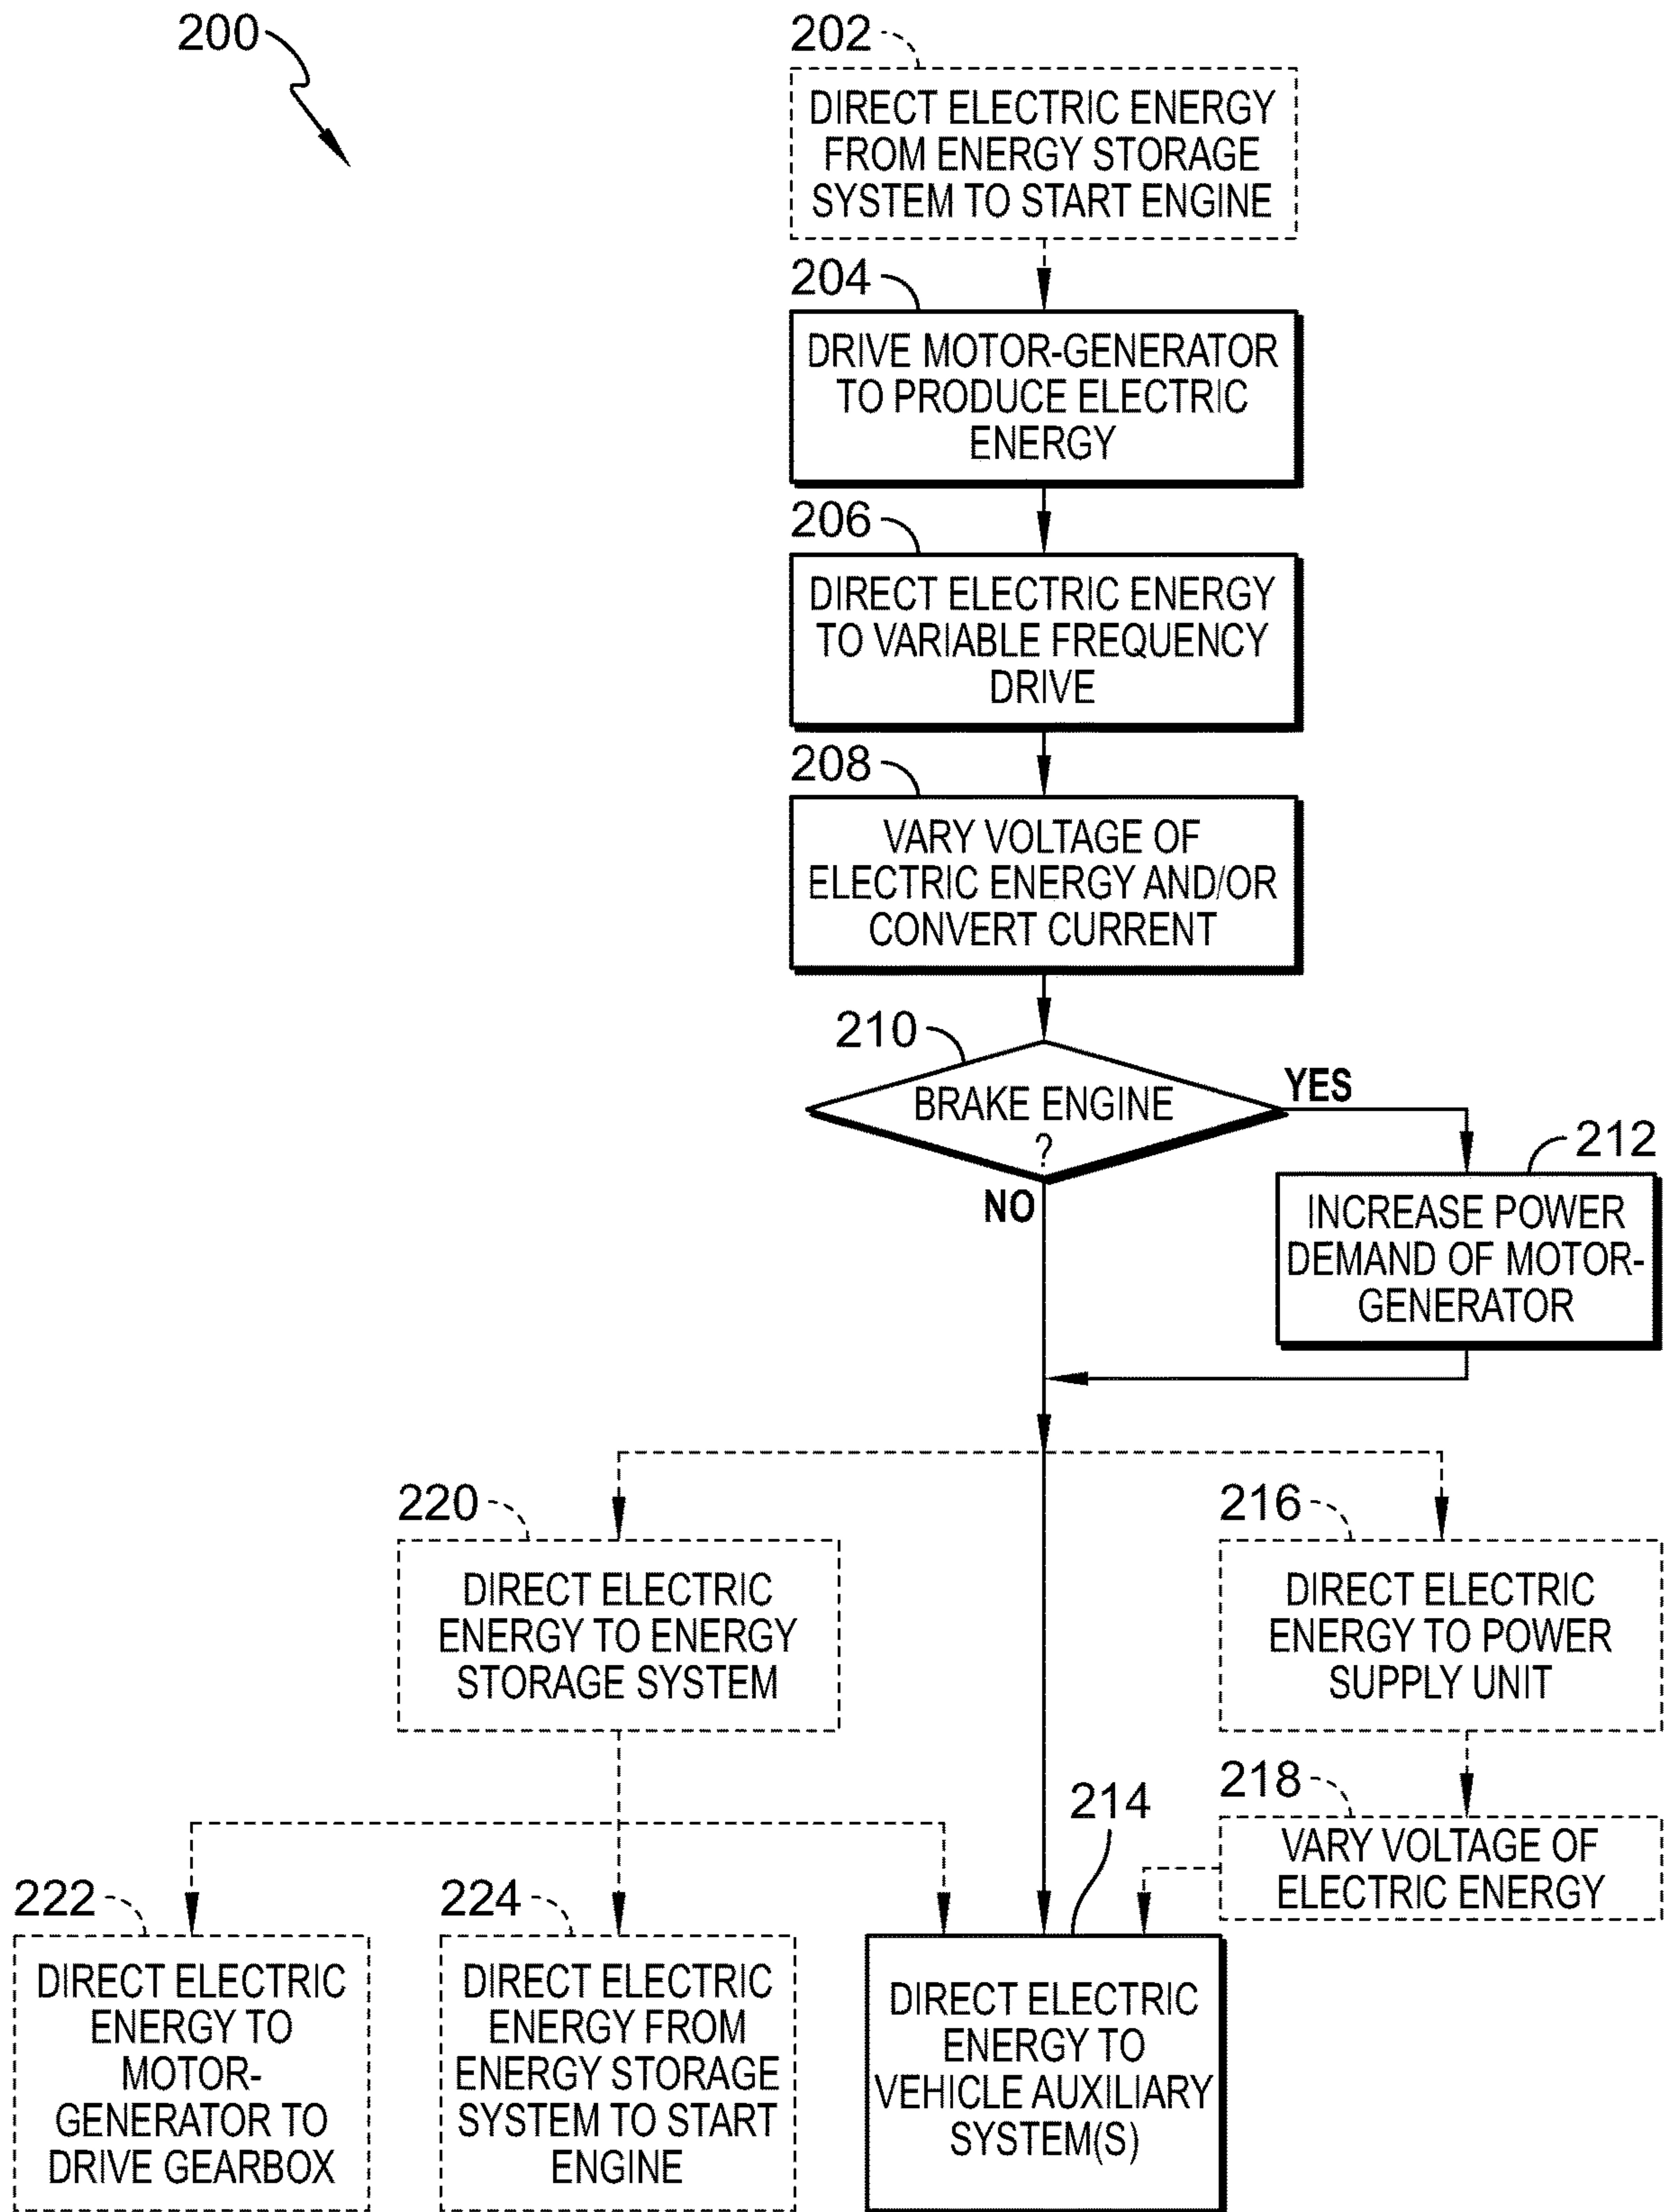 200
202
DIRECT ELECTRIC ENERGY
FROM ENERGY STORAGE
SYSTEM TO START ENGINE
204
DRIVE MOTOR-GENERATOR
TO PRODUCE ELECTRIC
ENERGY
206
DIRECT ELECTRIC ENERGY
TO VARIABLE FREQUENCY
DRIVE
208
VARY VOLTAGE OF
ELECTRIC ENERGY AND/OR
CONVERT CURRENT
210
BRAKE ENGINE
?
YES
NO
212
INCREASE POWER
DEMAND OF MOTOR-
GENERATOR
220
DIRECT ELECTRIC
ENERGY TO ENERGY
STORAGE SYSTEM
216
DIRECT ELECTRIC
ENERGY TO POWER
SUPPLY UNIT
218
VARY VOLTAGE OF
ELECTRIC ENERGY
222
DIRECT ELECTRIC
ENERGY TO
MOTOR-
GENERATOR TO
DRIVE GEARBOX
224
DIRECT ELECTRIC
ENERGY FROM
ENERGY STORAGE
SYSTEM TO START
ENGINE
214
DIRECT ELECTRIC
ENERGY TO
VEHICLE AUXILIARY
SYSTEM(S)